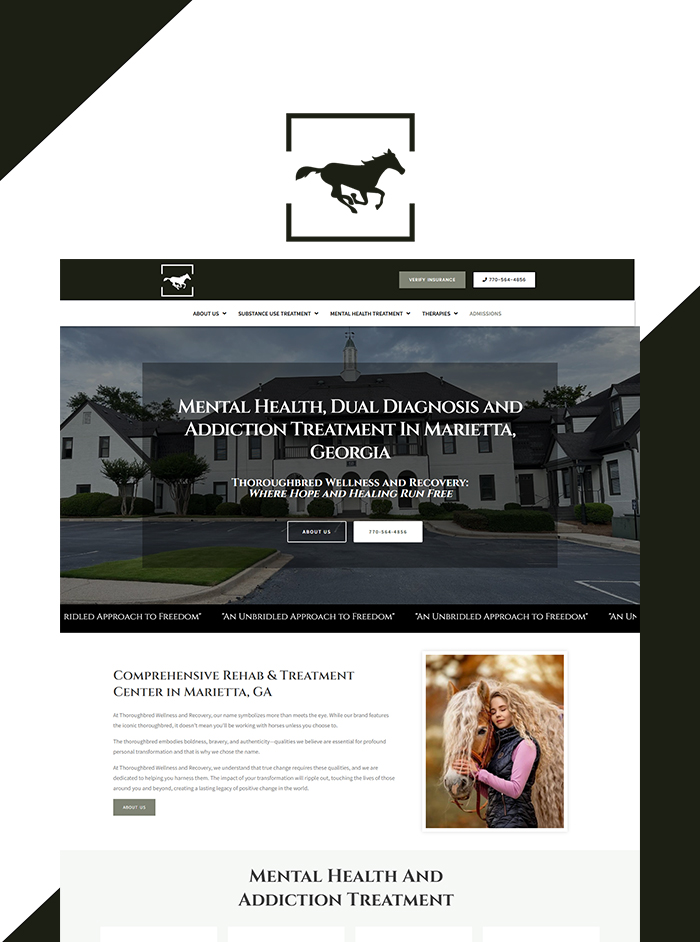 VERIFY INSURANCE
770-564-4856
ABOUT US
SUBSTANCE USE TREATMENT
MENTAL HEALTH TREATMENT
THERAPIES
ADMISSIONS
Mental Health, Dual Diagnosis and
Addiction Treatment In Marietta,
Georgia
Thoroughbred Wellness and Recovery:
Where Hope and Healing Run Free
ABOUT US
770-564-4856
ridled Approach to Freedom" "An Unbridled Approach to Freedom" "An Unbridled Approach to Freedom" "An Un
Comprehensive Rehab & Treatment
Center in Marietta, GA
At Thoroughbred Wellness and Recovery, our name symbolizes more than meets the eye. While our brand features
the iconic thoroughbred, it doesn't mean you'll be working with horses unless you choose to.
The thoroughbred embodies boldness, bravery, and authenticity—qualities we believe are essential for profound
personal transformation and that is why we chose the name.
At Thoroughbred Wellness and Recovery, we understand that true change requires these qualities, and we are
dedicated to helping you harness them. The impact of your transformation will ripple out, touching the lives of those
around you and beyond, creating a lasting legacy of positive change in the world.
ABOUT US
Mental Health And
Addiction Treatment